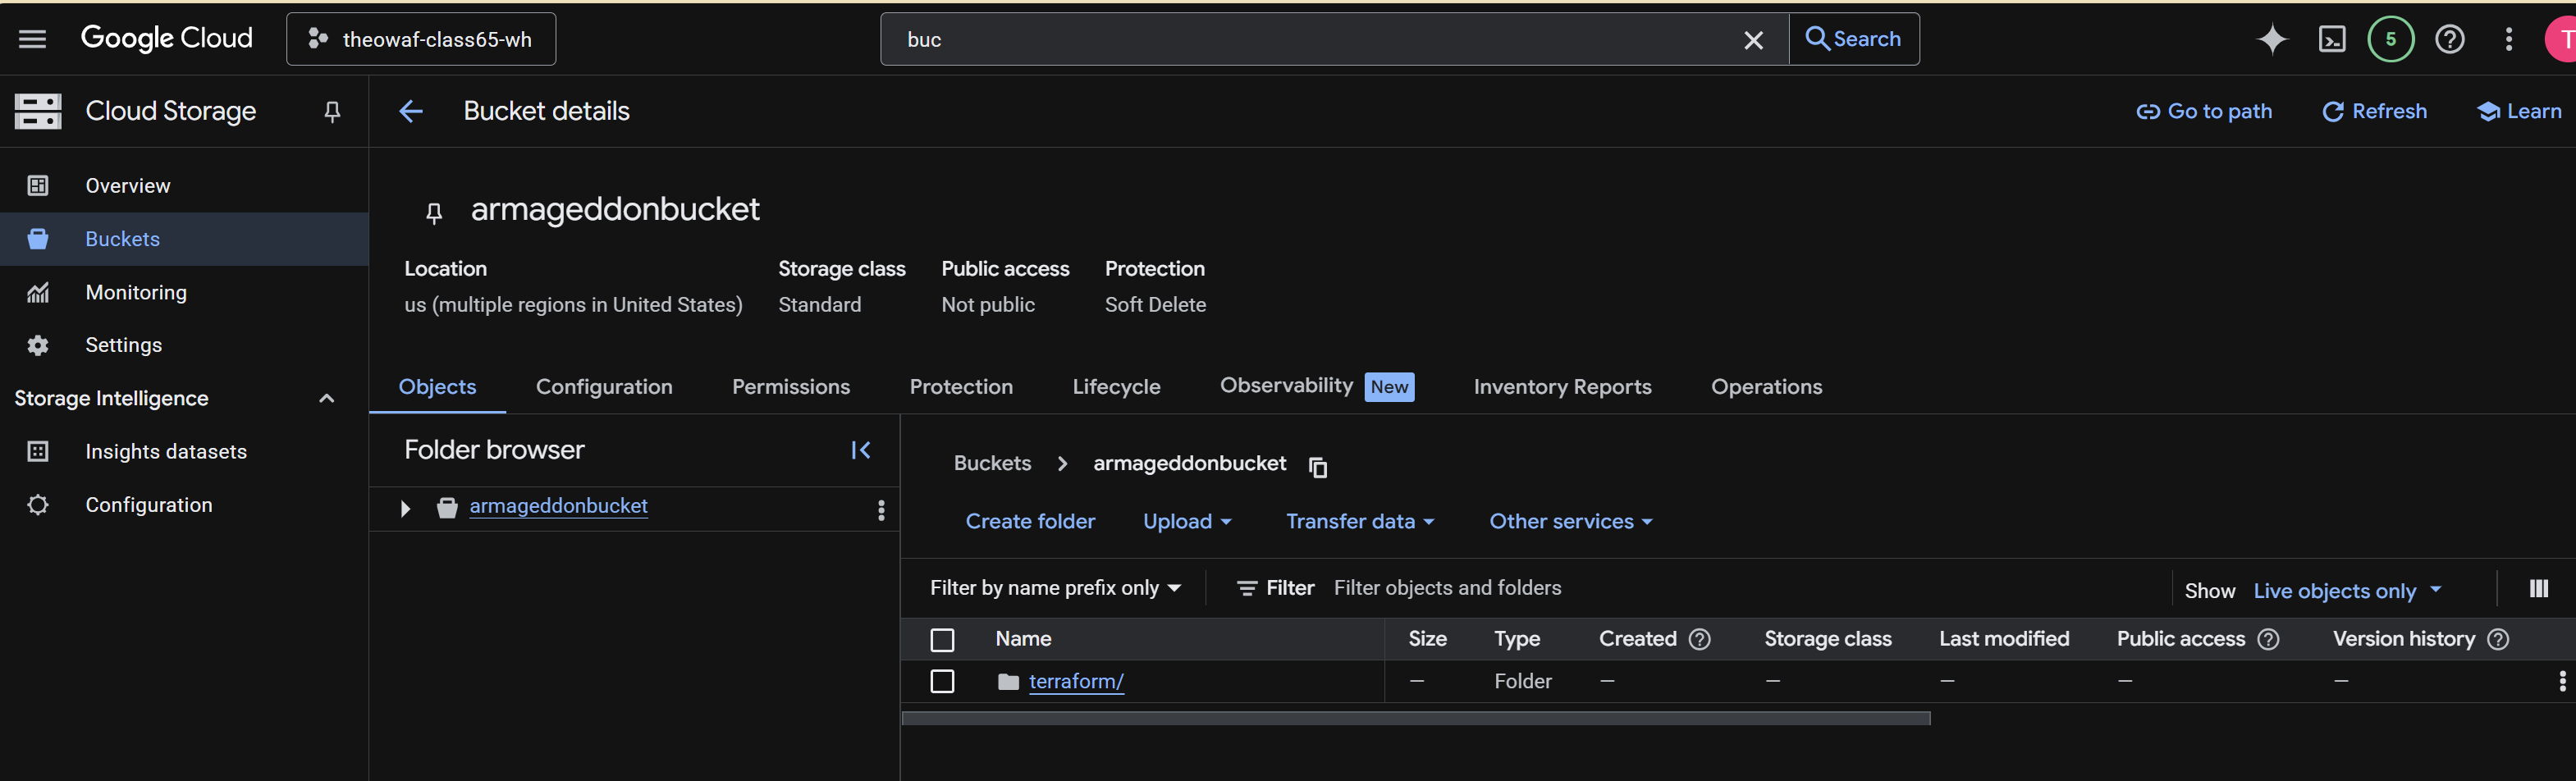 Google Cloud
theowaf-class65-wh
buc
Search
5
T
Cloud Storage
Bucket details
Go to path
Refresh
Learn
Overview
Buckets
Monitoring
Settings
Storage Intelligence
Insights datasets
Configuration
armageddonbucket
Location Storage class Public access Protection
us (multiple regions in United States) Standard Not public Soft Delete
Objects Configuration Permissions Protection Lifecycle Observability New Inventory Reports Operations
Folder browser
armageddonbucket
Buckets armageddonbucket
Create folder Upload Transfer data Other services
Filter by name prefix only Filter Filter objects and folders Show Live objects only
Name Size Type Created Storage class Last modified Public access Version history
terraform/ — Folder — — — — —